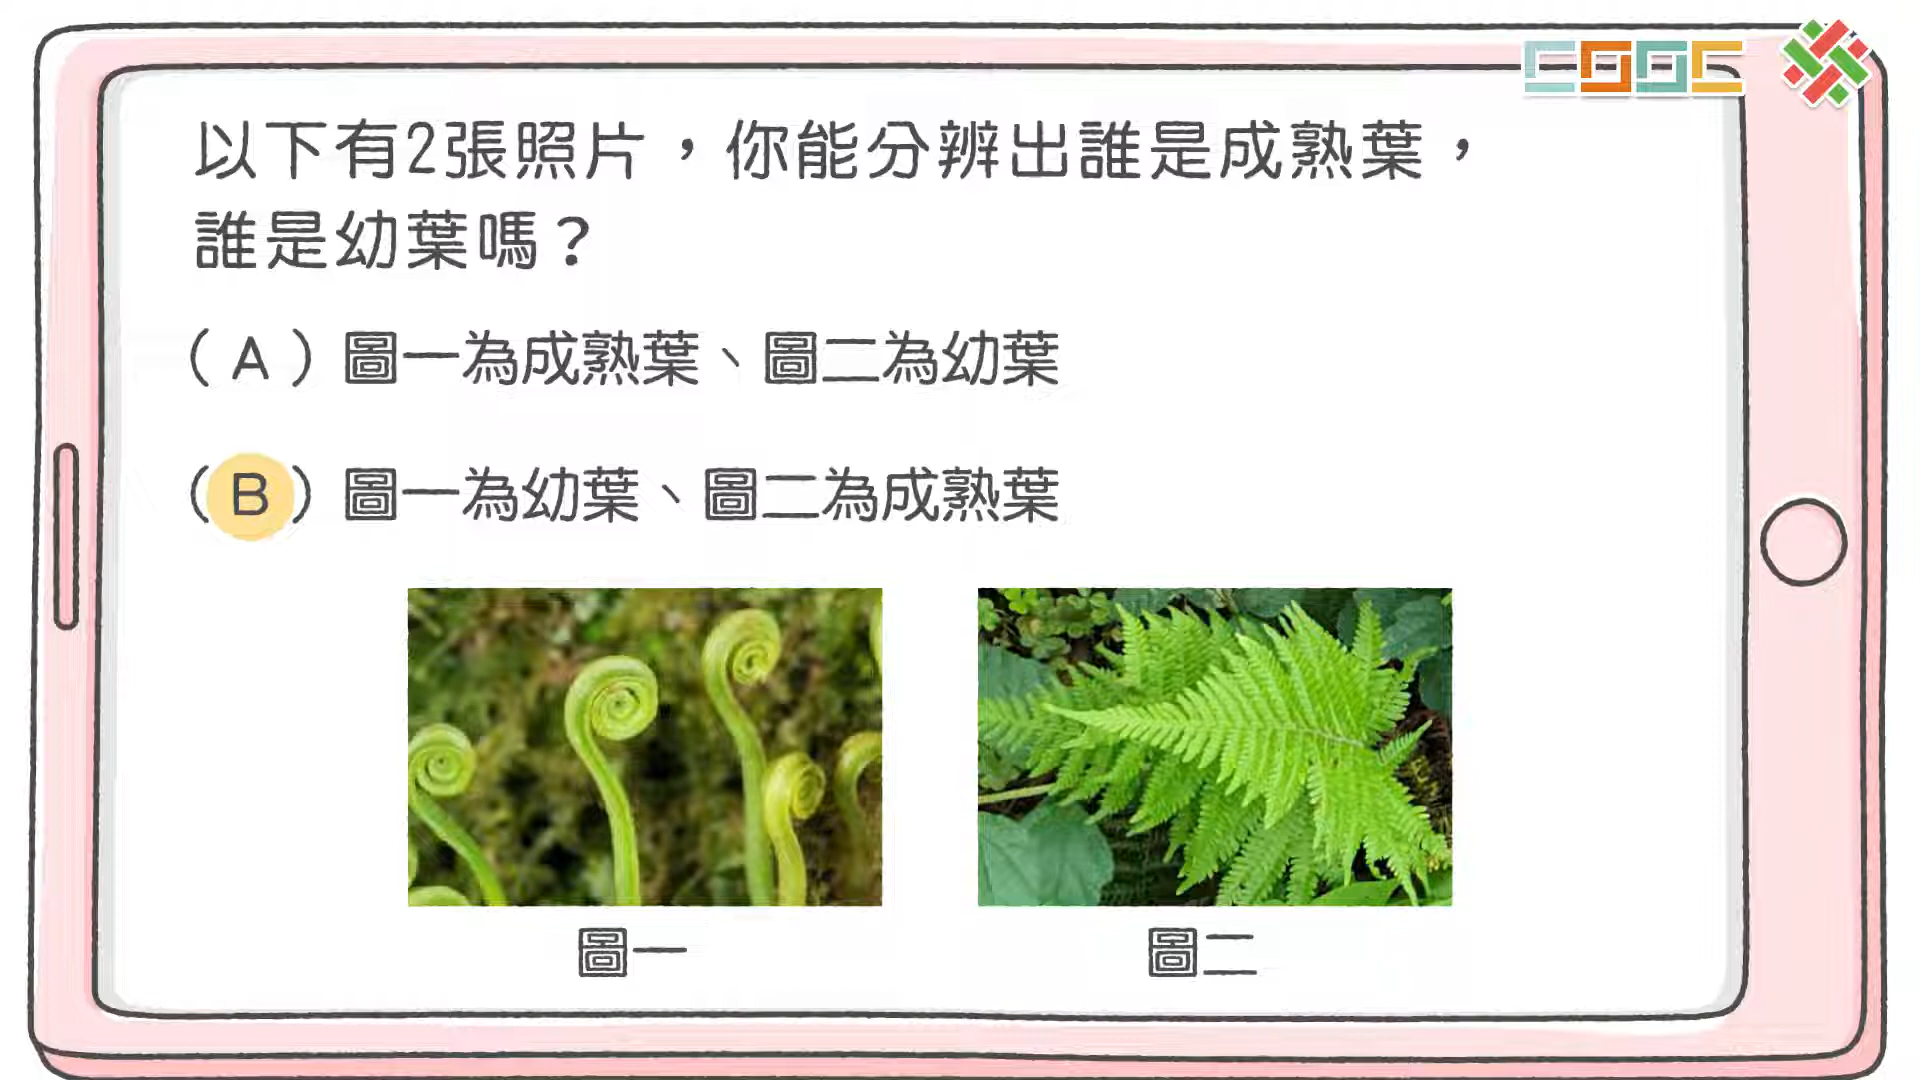 以下有2張照片，你能分辨出誰是成熟葉，
誰是幼葉嗎？
（A）圖一為成熟葉、圖二為幼葉
（B）圖一為幼葉、圖二為成熟葉
圖一
圖二